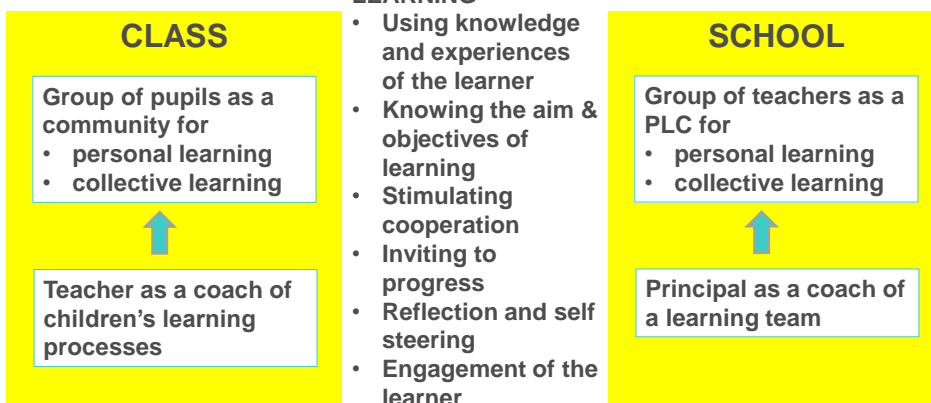 CLASS
Group of pupils as a
community for
• personal learning
• collective learning
Teacher as a coach of
children's learning
processes
LEARNING
• Using knowledge
and experiences
of the learner
• Knowing the aim &
objectives of
learning
• Stimulating
cooperation
• Inviting to
progress
• Reflection and self
steering
• Engagement of the
learner
SCHOOL
Group of teachers as a
PLC for
• personal learning
• collective learning
Principal as a coach of
a learning team